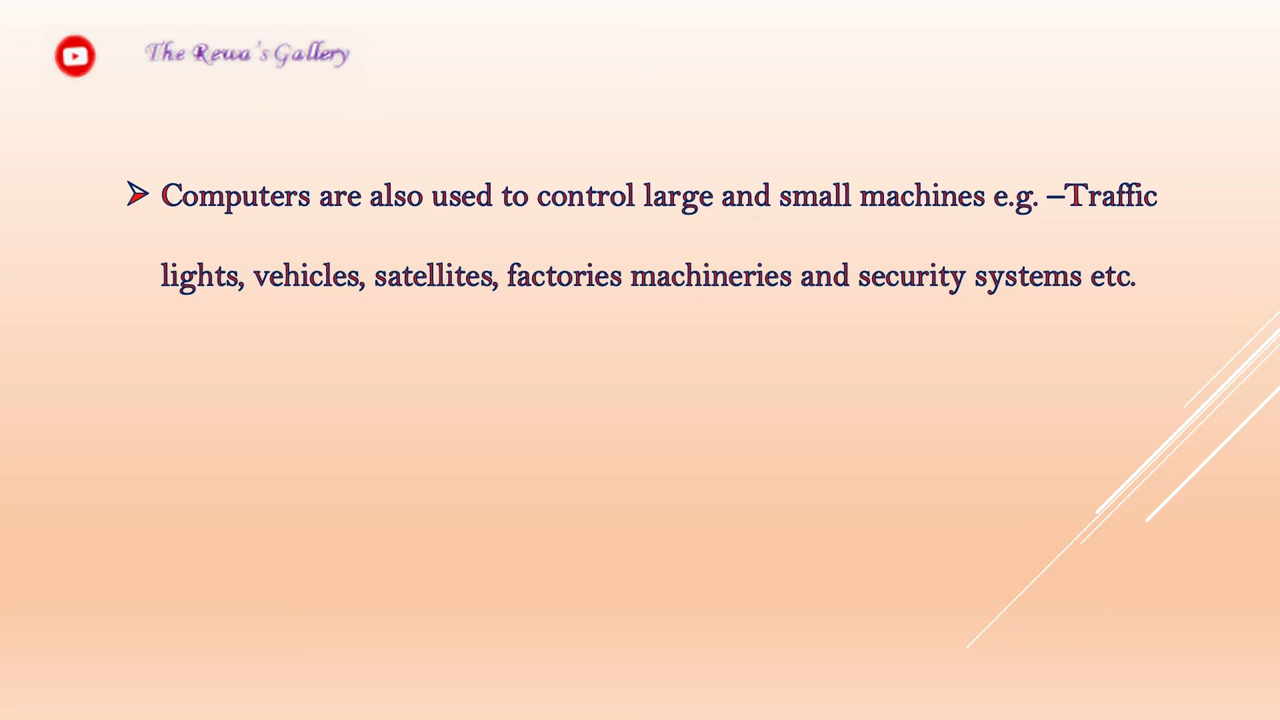 The Rewa's Gallery
Computers are also used to control large and small machines e.g. –Traffic
lights, vehicles, satellites, factories machineries and security systems etc.